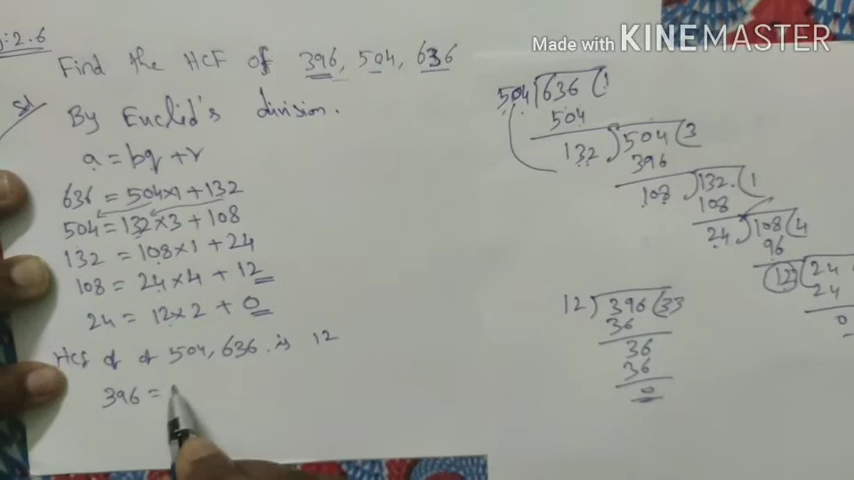 Made with KINEMASTER
): 2.6
Find the HCF of 396, 504, 636
Sol
By Euclid's division.
a = bq + r
636 = 504×1 + 132
504 = 132×3 + 108
132 = 108×1 + 24
108 = 24×4 + 12
24 = 12×2 + 0
HCF of of 504, 636. is 12
396 =
504)636(1
504
132)504(3
396
108)132.(1
108
24)108(4
96
12)24
24
0
12)396(33
36
36
36
0